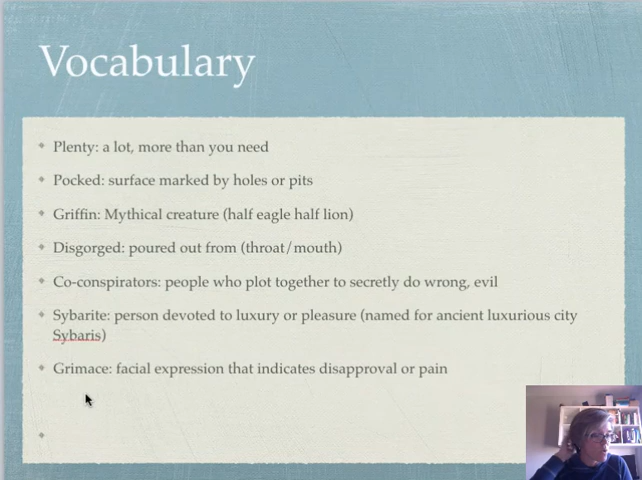 Vocabulary
Plenty: a lot, more than you need
Pocked: surface marked by holes or pits
Griffin: Mythical creature (half eagle half lion)
Disgorged: poured out from (throat/mouth)
Co-conspirators: people who plot together to secretly do wrong, evil
Sybarite: person devoted to luxury or pleasure (named for ancient luxurious city
Sybaris)
Grimace: facial expression that indicates disapproval or pain